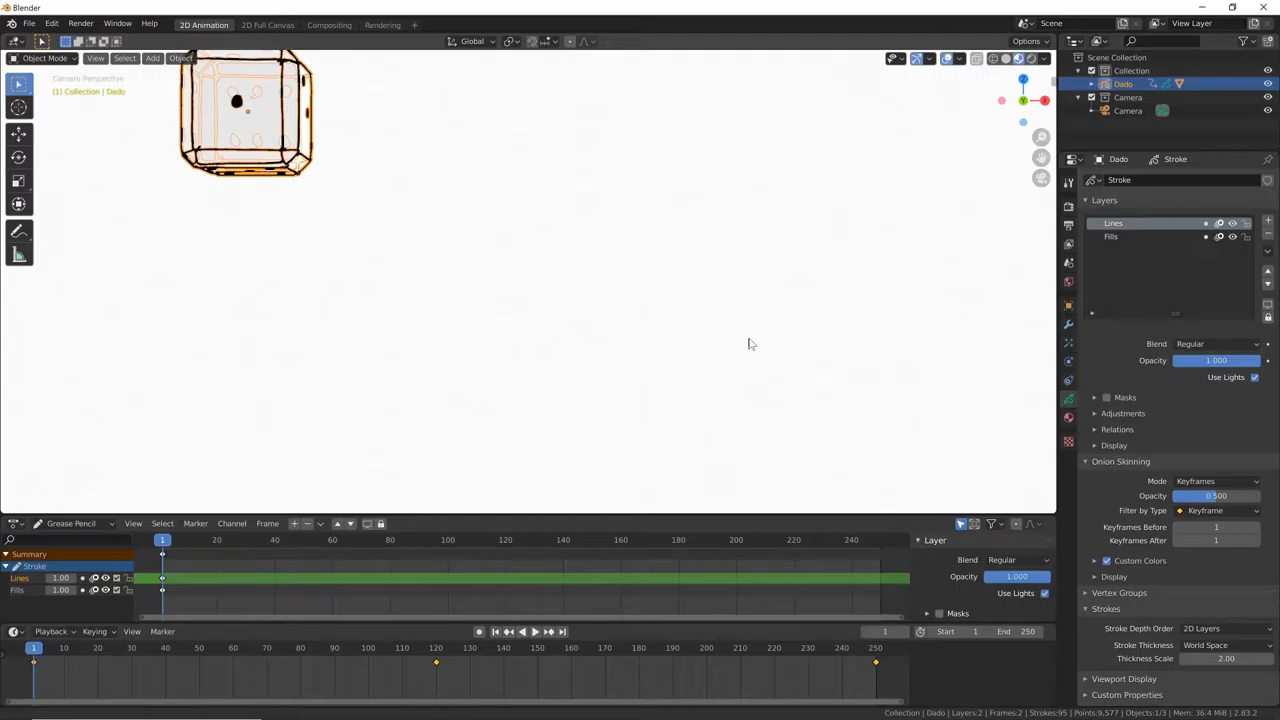 Blender
File Edit Render Window Help 2D Animation 2D Full Canvas Compositing Rendering + Scene View Layer
Global Options
Object Mode View Select Add Object
Camera Perspective
(1) Collection | Dado
Z
Y
X
Scene Collection
Collection
Dado
Camera
Camera
Dado Stroke
Stroke
Layers
Lines
Fills
Blend Regular
Opacity 1.000
Use Lights
Masks
Adjustments
Relations
Display
Onion Skinning
Mode Keyframes
Opacity 0.500
Filter by Type Keyframe
Keyframes Before 1
Keyframes After 1
Custom Colors
Display
Vertex Groups
Strokes
Stroke Depth Order 2D Layers
Stroke Thickness World Space
Thickness Scale 2.00
Viewport Display
Custom Properties
Grease Pencil View Select Marker Channel Frame
1 20 40 60 80 100 120 140 160 180 200 220 240
Summary
Stroke
Lines 1.00
Fills 1.00
Layer
Blend Regular
Opacity 1.000
Use Lights
Masks
Playback Keying View Marker 1 Start 1 End 250
1 10 20 30 40 50 60 70 80 90 100 110 120 130 140 150 160 170 180 190 200 210 220 230 240 250
Collection | Dado | Layers:2 | Frames:2 | Strokes:95 | Points:9,577 | Objects:1/3 | Mem: 36.4 MiB | 2.83.2